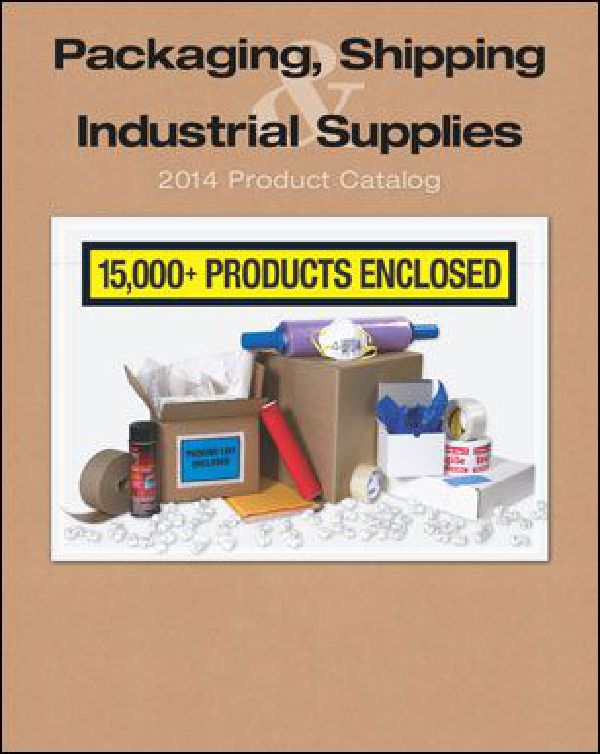 Packaging, Shipping
&
Industrial Supplies
2014 Product Catalog
15,000+ PRODUCTS ENCLOSED
PACKING LIST
ENCLOSED